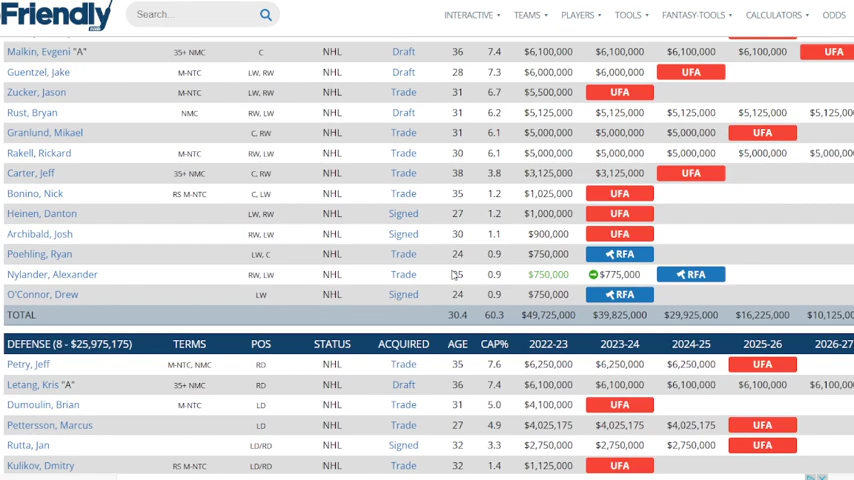 Friendly
Search...
INTERACTIVE TEAMS PLAYERS TOOLS FANTASY-TOOLS CALCULATORS ODDS
Malkin, Evgeni "A" 35+ NMC C NHL Draft 36 7.4 $6,100,000 $6,100,000 $6,100,000 $6,100,000 UFA
Guentzel, Jake M-NTC LW, RW NHL Draft 28 7.3 $6,000,000 $6,000,000 UFA
Zucker, Jason M-NTC LW, RW NHL Trade 31 6.7 $5,500,000 UFA
Rust, Bryan NMC RW, LW NHL Draft 31 6.2 $5,125,000 $5,125,000 $5,125,000 $5,125,000 $5,125,000
Granlund, Mikael C, RW NHL Trade 31 6.1 $5,000,000 $5,000,000 $5,000,000 UFA
Rakell, Rickard M-NTC RW, LW NHL Trade 30 6.1 $5,000,000 $5,000,000 $5,000,000 $5,000,000 $5,000,000
Carter, Jeff 35+ NMC C, RW NHL Trade 38 3.8 $3,125,000 $3,125,000 UFA
Bonino, Nick RS M-NTC C, LW NHL Trade 35 1.2 $1,025,000 UFA
Heinen, Danton LW, RW NHL Signed 27 1.2 $1,000,000 UFA
Archibald, Josh RW, LW NHL Signed 30 1.1 $900,000 UFA
Poehling, Ryan LW, C NHL Trade 24 0.9 $750,000 RFA
Nylander, Alexander RW, LW NHL Trade 0.9 $750,000 $775,000 RFA
O'Connor, Drew LW NHL Signed 24 0.9 $750,000 RFA
TOTAL 30.4 60.3 $49,725,000 $39,825,000 $29,925,000 $16,225,000 $10,125,00
DEFENSE (8 - $25,975,175) TERMS POS STATUS ACQUIRED AGE CAP% 2022-23 2023-24 2024-25 2025-26 2026-27
Petry, Jeff M-NTC, NMC RD NHL Trade 35 7.6 $6,250,000 $6,250,000 $6,250,000 UFA
Letang, Kris "A" 35+ NMC RD NHL Draft 36 7.4 $6,100,000 $6,100,000 $6,100,000 $6,100,000 $6,100,000
Dumoulin, Brian M-NTC LD NHL Trade 31 5.0 $4,100,000 UFA
Pettersson, Marcus LD NHL Trade 27 4.9 $4,025,175 $4,025,175 $4,025,175 UFA
Rutta, Jan LD/RD NHL Signed 32 3.3 $2,750,000 $2,750,000 $2,750,000 UFA
Kulikov, Dmitry RS M-NTC LD/RD NHL Trade 32 1.4 $1,125,000 UFA